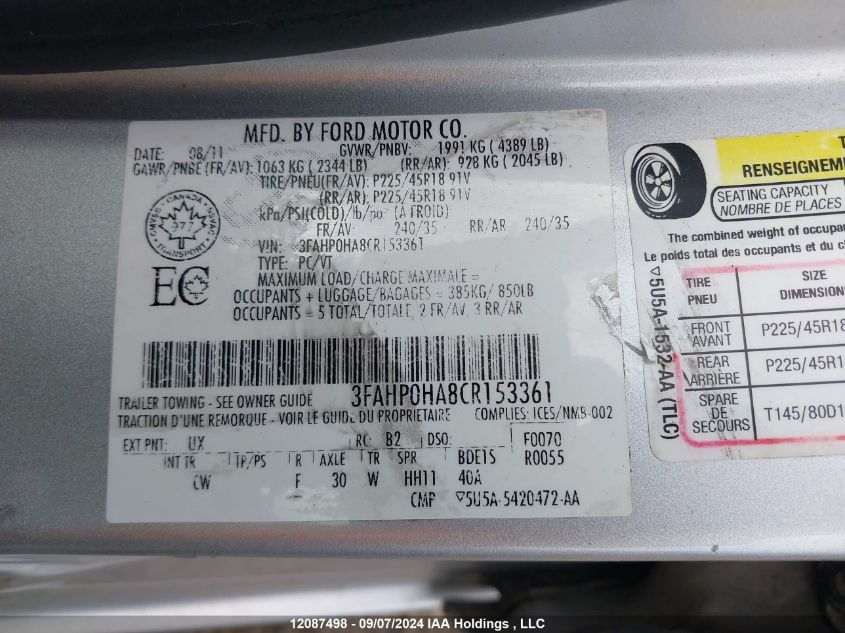 MFD. BY FORD MOTOR CO.
DATE: 08/11 GVWR/PNBV: 1991 KG ( 4389 LB)
GAWR/PNBE (FR/AV): 1063 KG ( 2344 LB) (RR/AR): 928 KG ( 2045 LB)
TIRE/PNEU(FR/AV): P225/45R18 91V
(RR/AR): P225/45R18 91V
kPa/PSI(COLD)/lb/po² (A FROID)
FR/AV 240/35 RR/AR 240/35
VIN: 3FAHP0HA8CR153361
TYPE: PC/VT
MAXIMUM LOAD/CHARGE MAXIMALE =
OCCUPANTS + LUGGAGE/BAGAGES = 385KG/ 850LB
OCCUPANTS = 5 TOTAL/TOTALE, 2 FR/AV, 3 RR/AR
CANADA
TRANSPORT
977
EC
3FAHP0HA8CR153361
TRAILER TOWING - SEE OWNER GUIDE
TRACTION D'UNE REMORQUE - VOIR LE GUIDE DU PROPRIETAIRE COMPLIES: ICES/NMB-002
EXT PNT: UX RC: B2 DSO: F0070
INT TR TP/PS R AXLE TR SPR BDETS R0055
CW F 30 W HH11 40A
CMP ▽5U5A-5420472-AA
RENSEIGNEM
SEATING CAPACITY
NOMBRE DE PLACES
The combined weight of occupa
Le poids total des occupants et du c
TIRE SIZE
PNEU DIMENSION
FRONT P225/45R18
AVANT
REAR P225/45R1
ARRIÈRE
SPARE T145/80D1
DE
SECOURS
▽5U5A-1532-AA (TLC)
12087498 - 09/07/2024 IAA Holdings , LLC